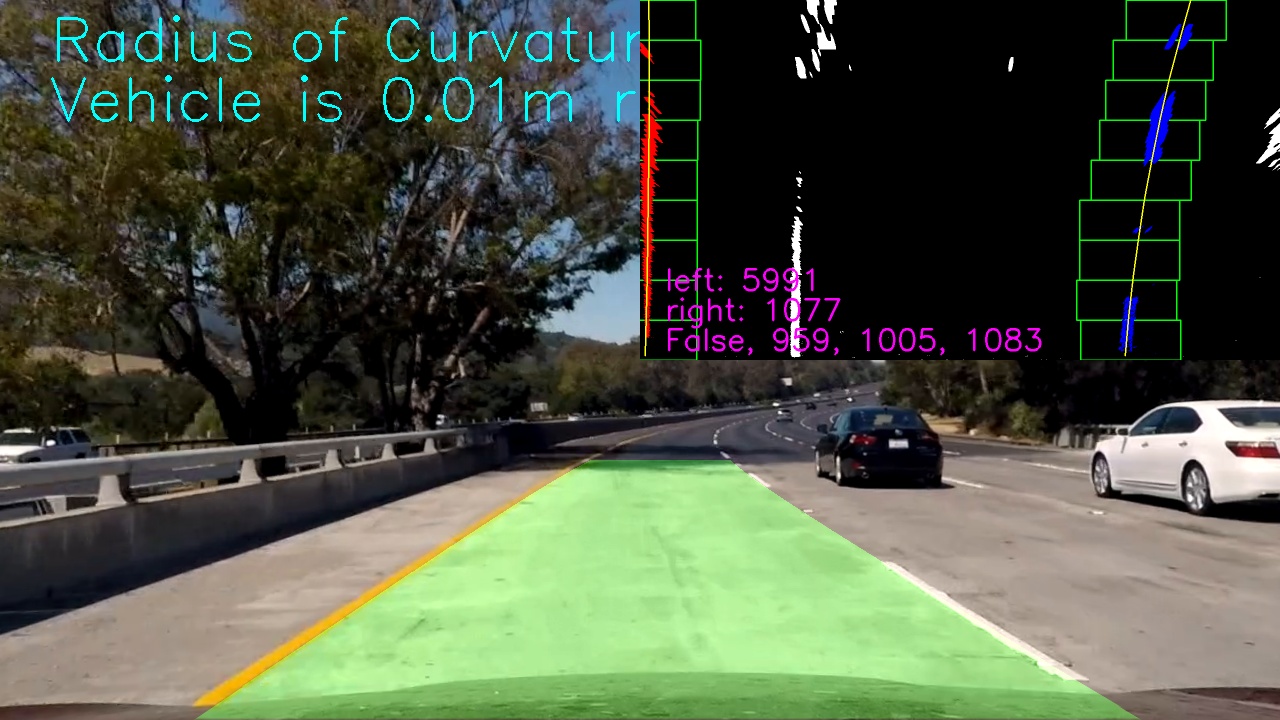 Radius of Curvatur
Vehicle is 0.01m r
left: 5991
right: 1077
False, 959, 1005, 1083